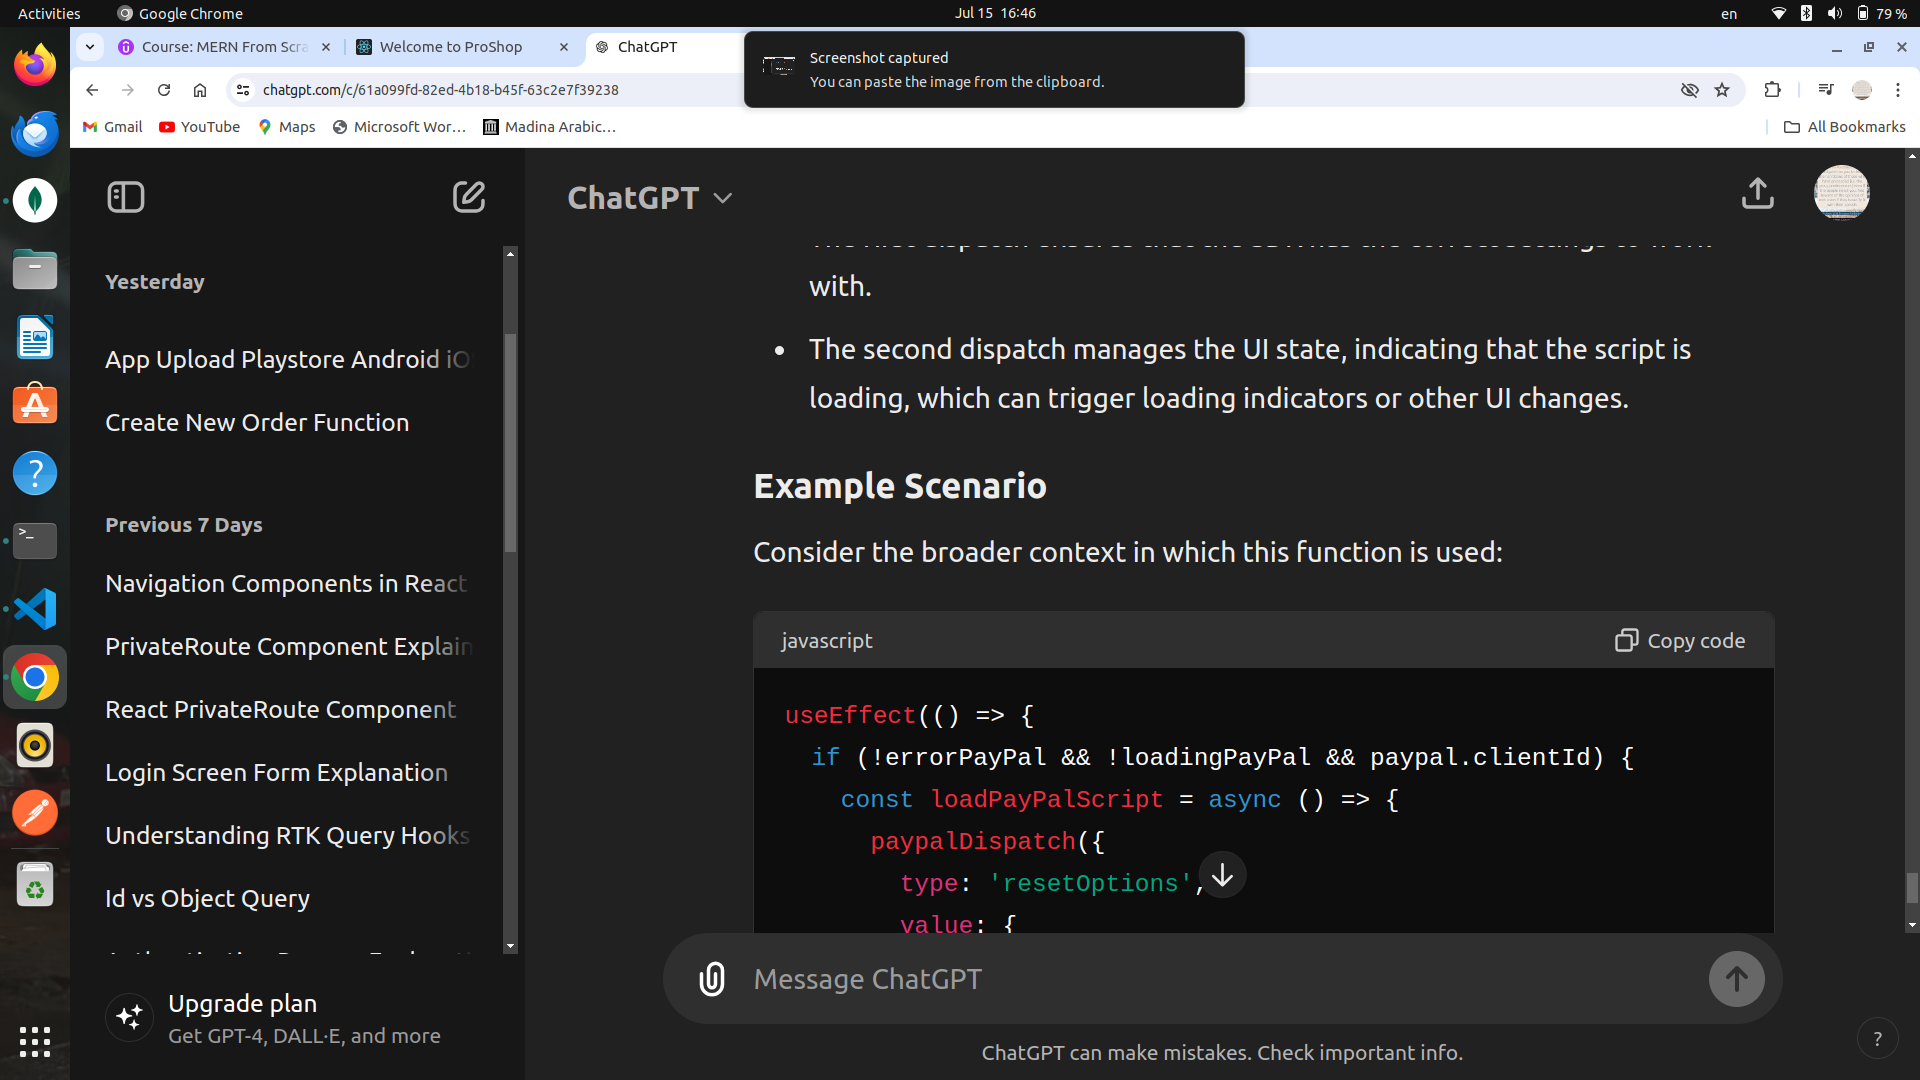 Activities
Google Chrome
Jul 15 16:46
en
79 %
Course: MERN From Scra
Welcome to ProShop
ChatGPT
Screenshot captured
You can paste the image from the clipboard.
chatgpt.com/c/61a099fd-82ed-4b18-b45f-63c2e7f39238
Gmail
YouTube
Maps
Microsoft Wor…
Madina Arabic…
All Bookmarks
ChatGPT
Yesterday
App Upload Playstore Android iO
Create New Order Function
Previous 7 Days
Navigation Components in React
PrivateRoute Component Explain
React PrivateRoute Component
Login Screen Form Explanation
Understanding RTK Query Hooks
Id vs Object Query
Upgrade plan
Get GPT-4, DALL·E, and more
with.
The second dispatch manages the UI state, indicating that the script is
loading, which can trigger loading indicators or other UI changes.
Example Scenario
Consider the broader context in which this function is used:
javascript
Copy code
useEffect(() => {
if (!errorPayPal && !loadingPayPal && paypal.clientId) {
const loadPayPalScript = async () => {
paypalDispatch({
type: 'resetOptions',
value: {
Message ChatGPT
ChatGPT can make mistakes. Check important info.
?